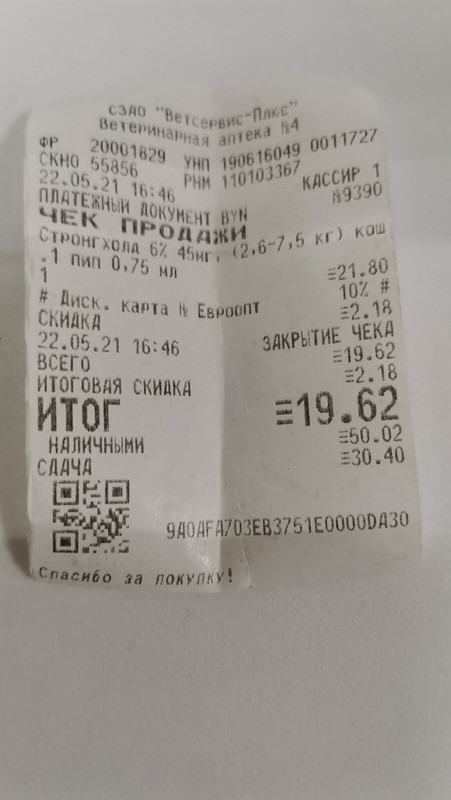 СЗАО "Ветсервис-Плюс"
Ветеринарная аптека №4
ФР 20001829 УНП 190616049 0011727
СКНО 55856 РНМ 110103367 КАССИР 1
22.05.21 16:46 №9390
ПЛАТЕЖНЫЙ ДОКУМЕНТ BYN
ЧЕК ПРОДАЖИ
Стронгхолд 6% 45мг, (2,6-7,5 кг) кош
.1 пип 0,75 мл
1 ≡21.80
# Диск. карта № Евроопт 10% #
СКИДКА ≡2.18
22.05.21 16:46 ЗАКРЫТИЕ ЧЕКА
ВСЕГО ≡19.62
ИТОГОВАЯ СКИДКА ≡2.18
ИТОГ ≡19.62
НАЛИЧНЫМИ ≡50.02
СДАЧА ≡30.40
9A0AFA703EB3751E0000DA30
Спасибо за покупку!